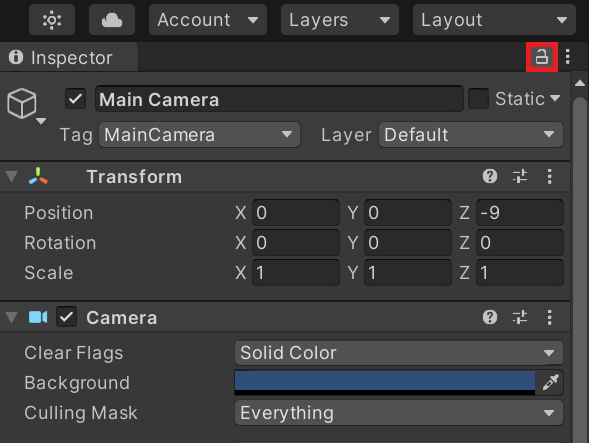 Account Layers Layout
Inspector
Main Camera Static
Tag MainCamera Layer Default
Transform
Position X 0 Y 0 Z -9
Rotation X 0 Y 0 Z 0
Scale X 1 Y 1 Z 1
Camera
Clear Flags Solid Color
Background
Culling Mask Everything